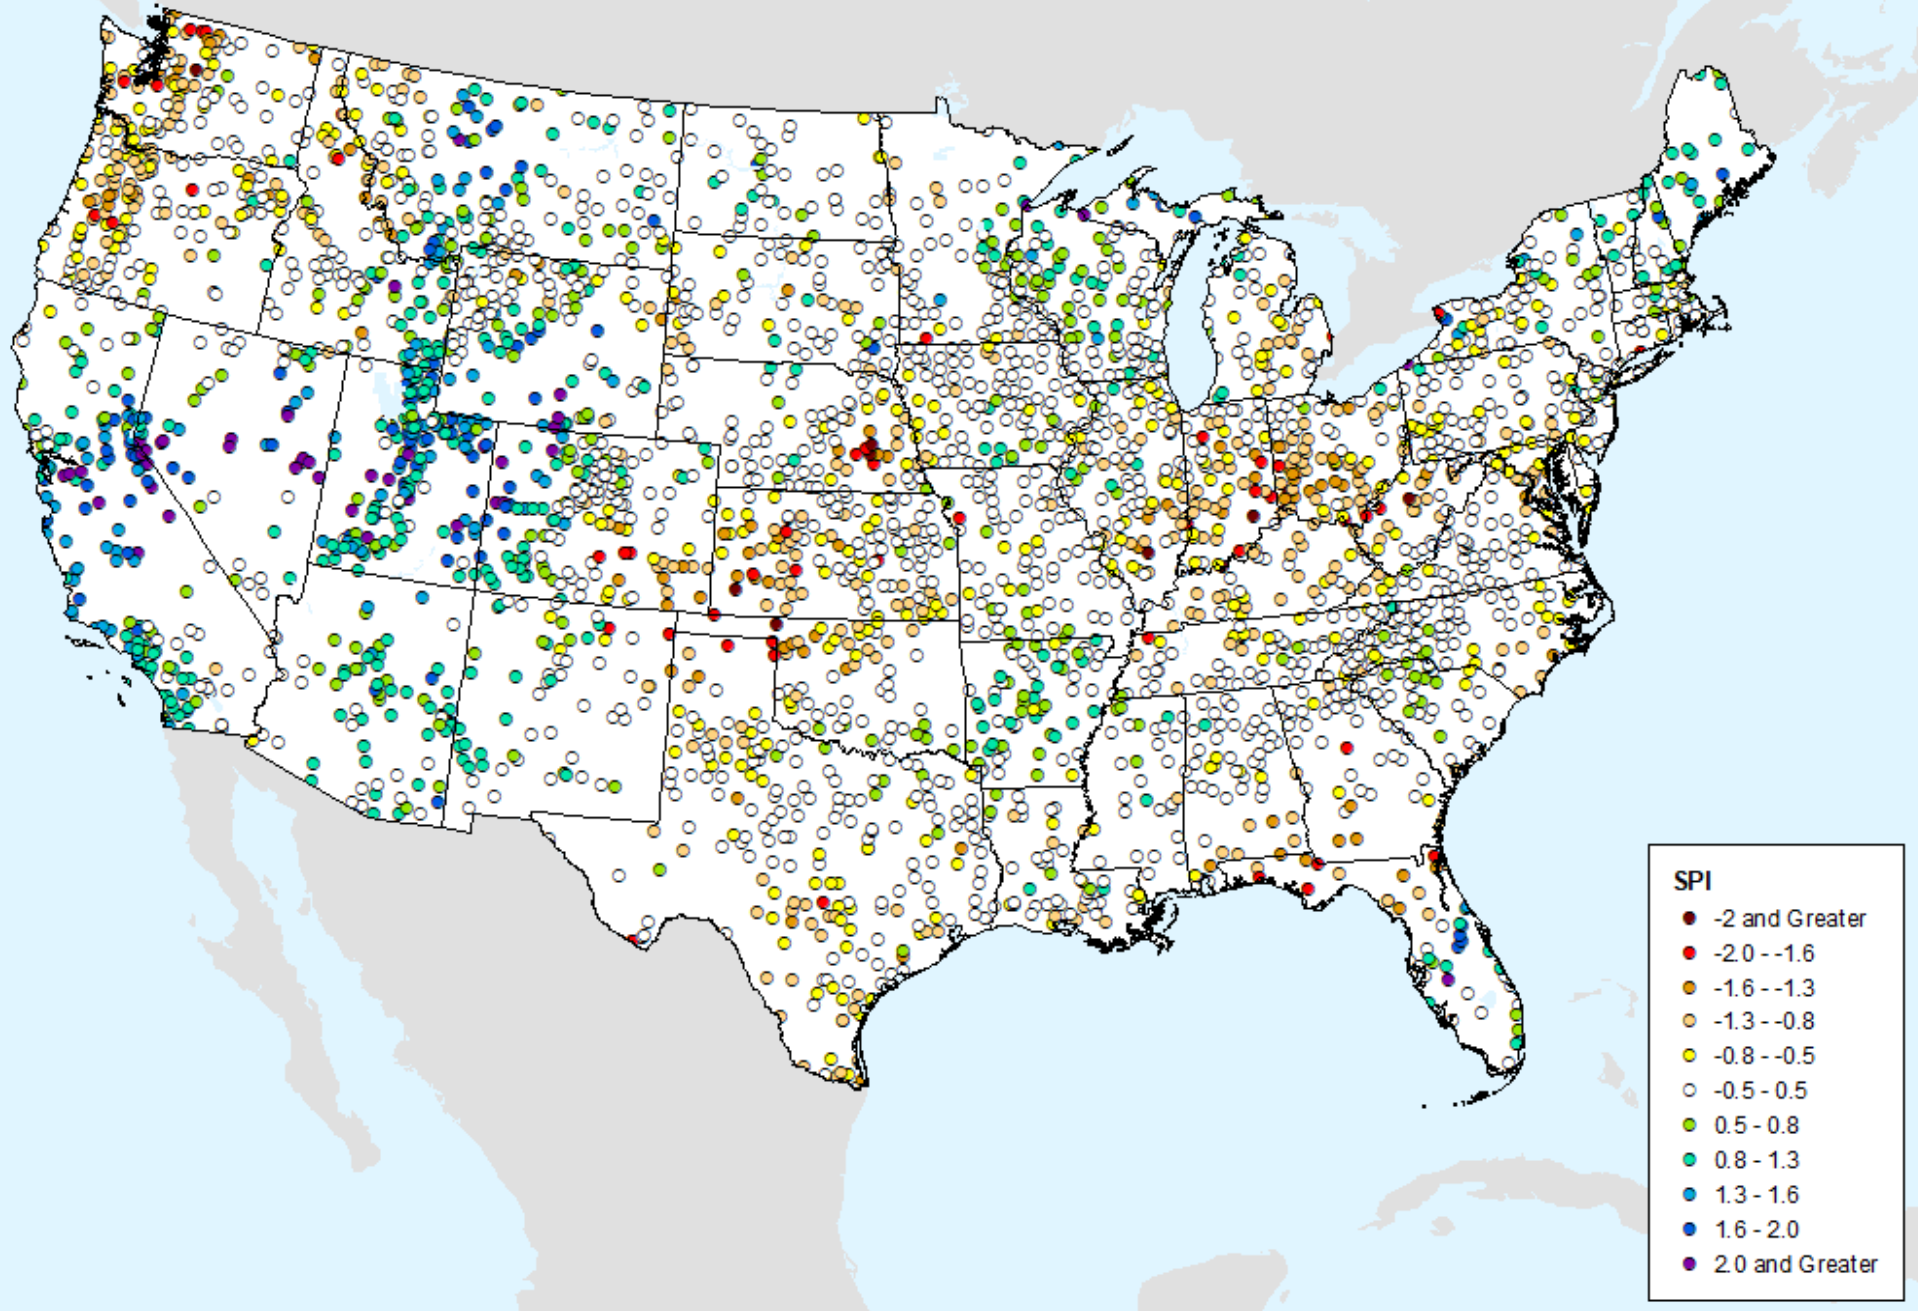 SPI
-2 and Greater
-2.0 - -1.6
-1.6 - -1.3
-1.3 - -0.8
-0.8 - -0.5
-0.5 - 0.5
0.5 - 0.8
0.8 - 1.3
1.3 - 1.6
1.6 - 2.0
2.0 and Greater